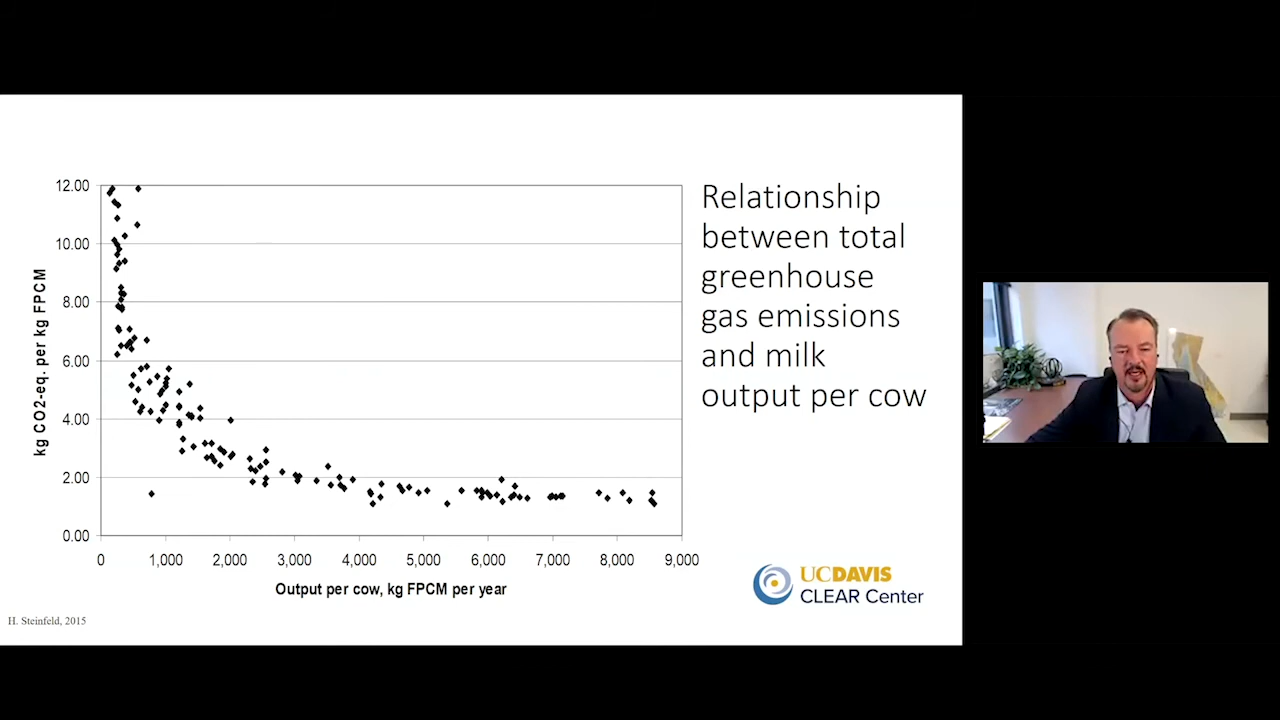 Relationship
between total
greenhouse
gas emissions
and milk
output per cow
kg CO2-eq. per kg FPCM
12.00
10.00
8.00
6.00
4.00
2.00
0.00
0 1,000 2,000 3,000 4,000 5,000 6,000 7,000 8,000 9,000
Output per cow, kg FPCM per year
UCDAVIS
CLEAR Center
H. Steinfeld, 2015